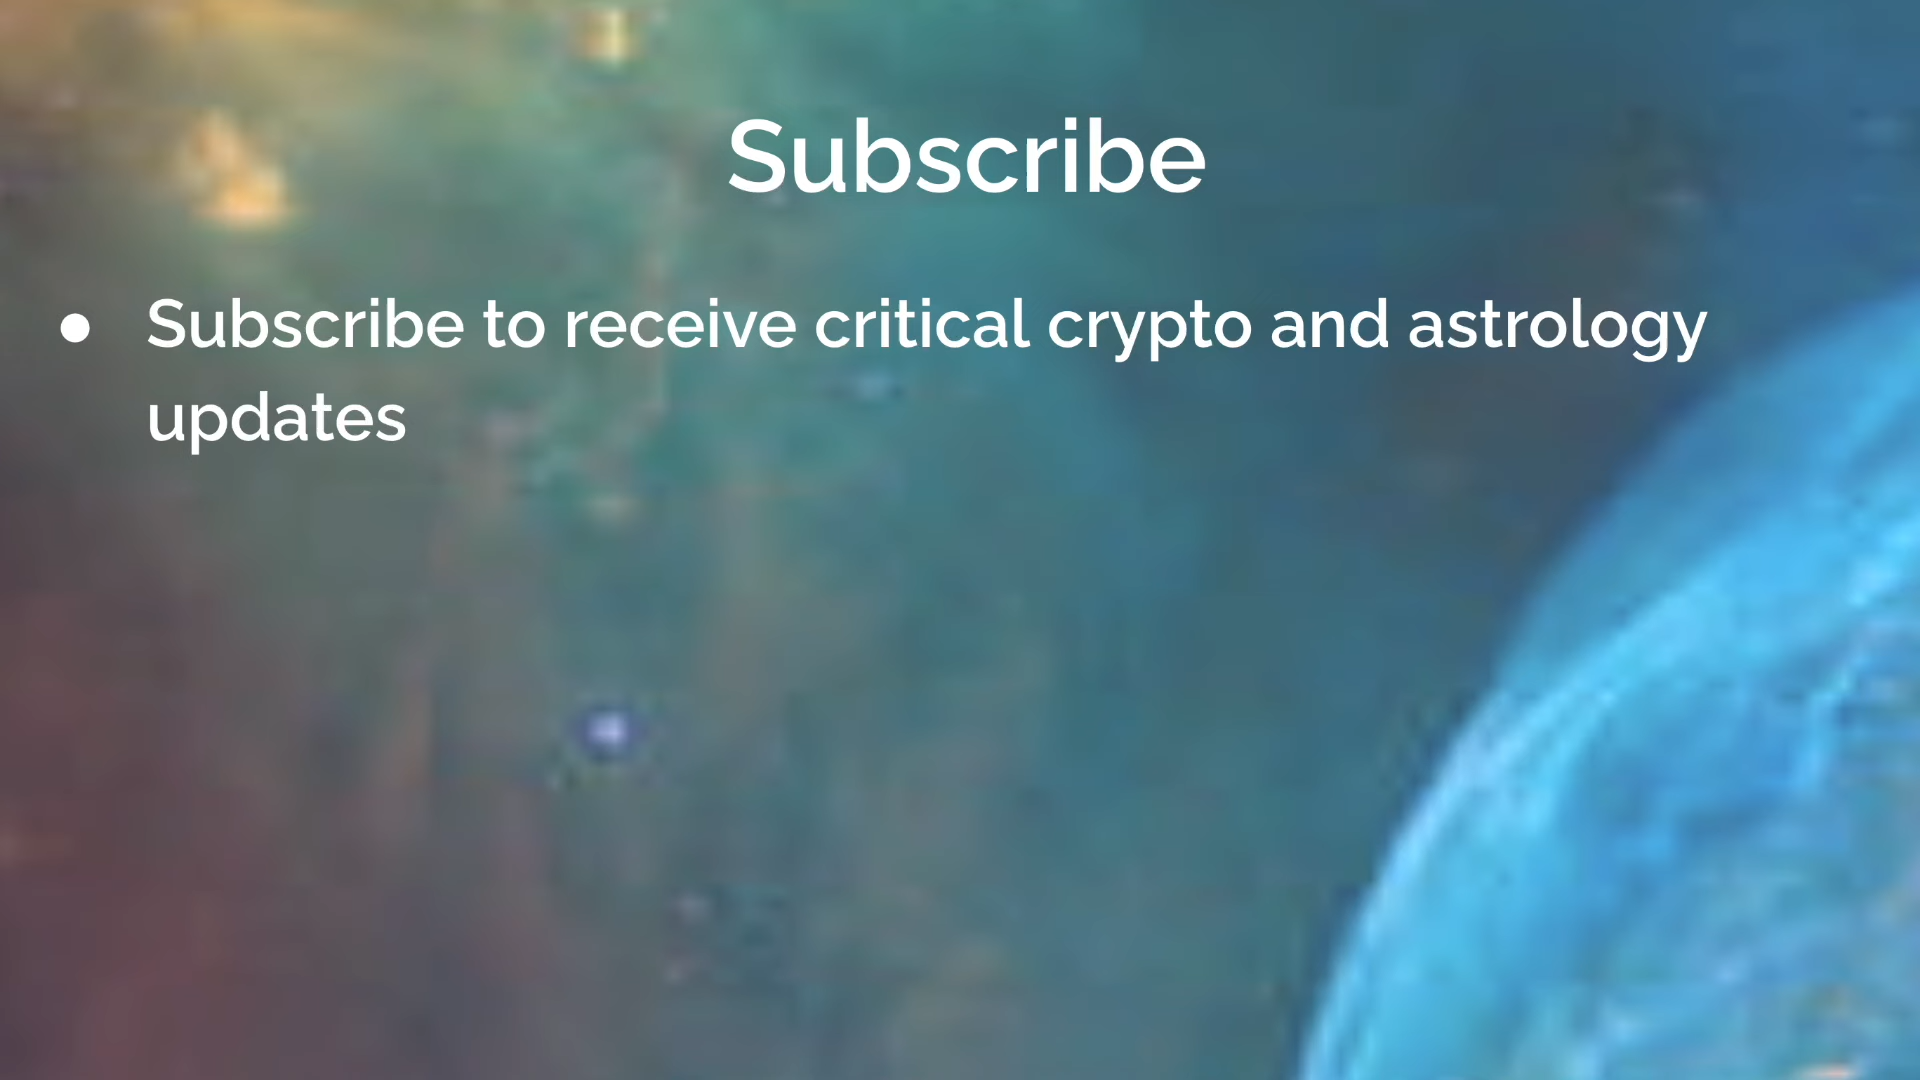 Subscribe
● Subscribe to receive critical crypto and astrology
updates